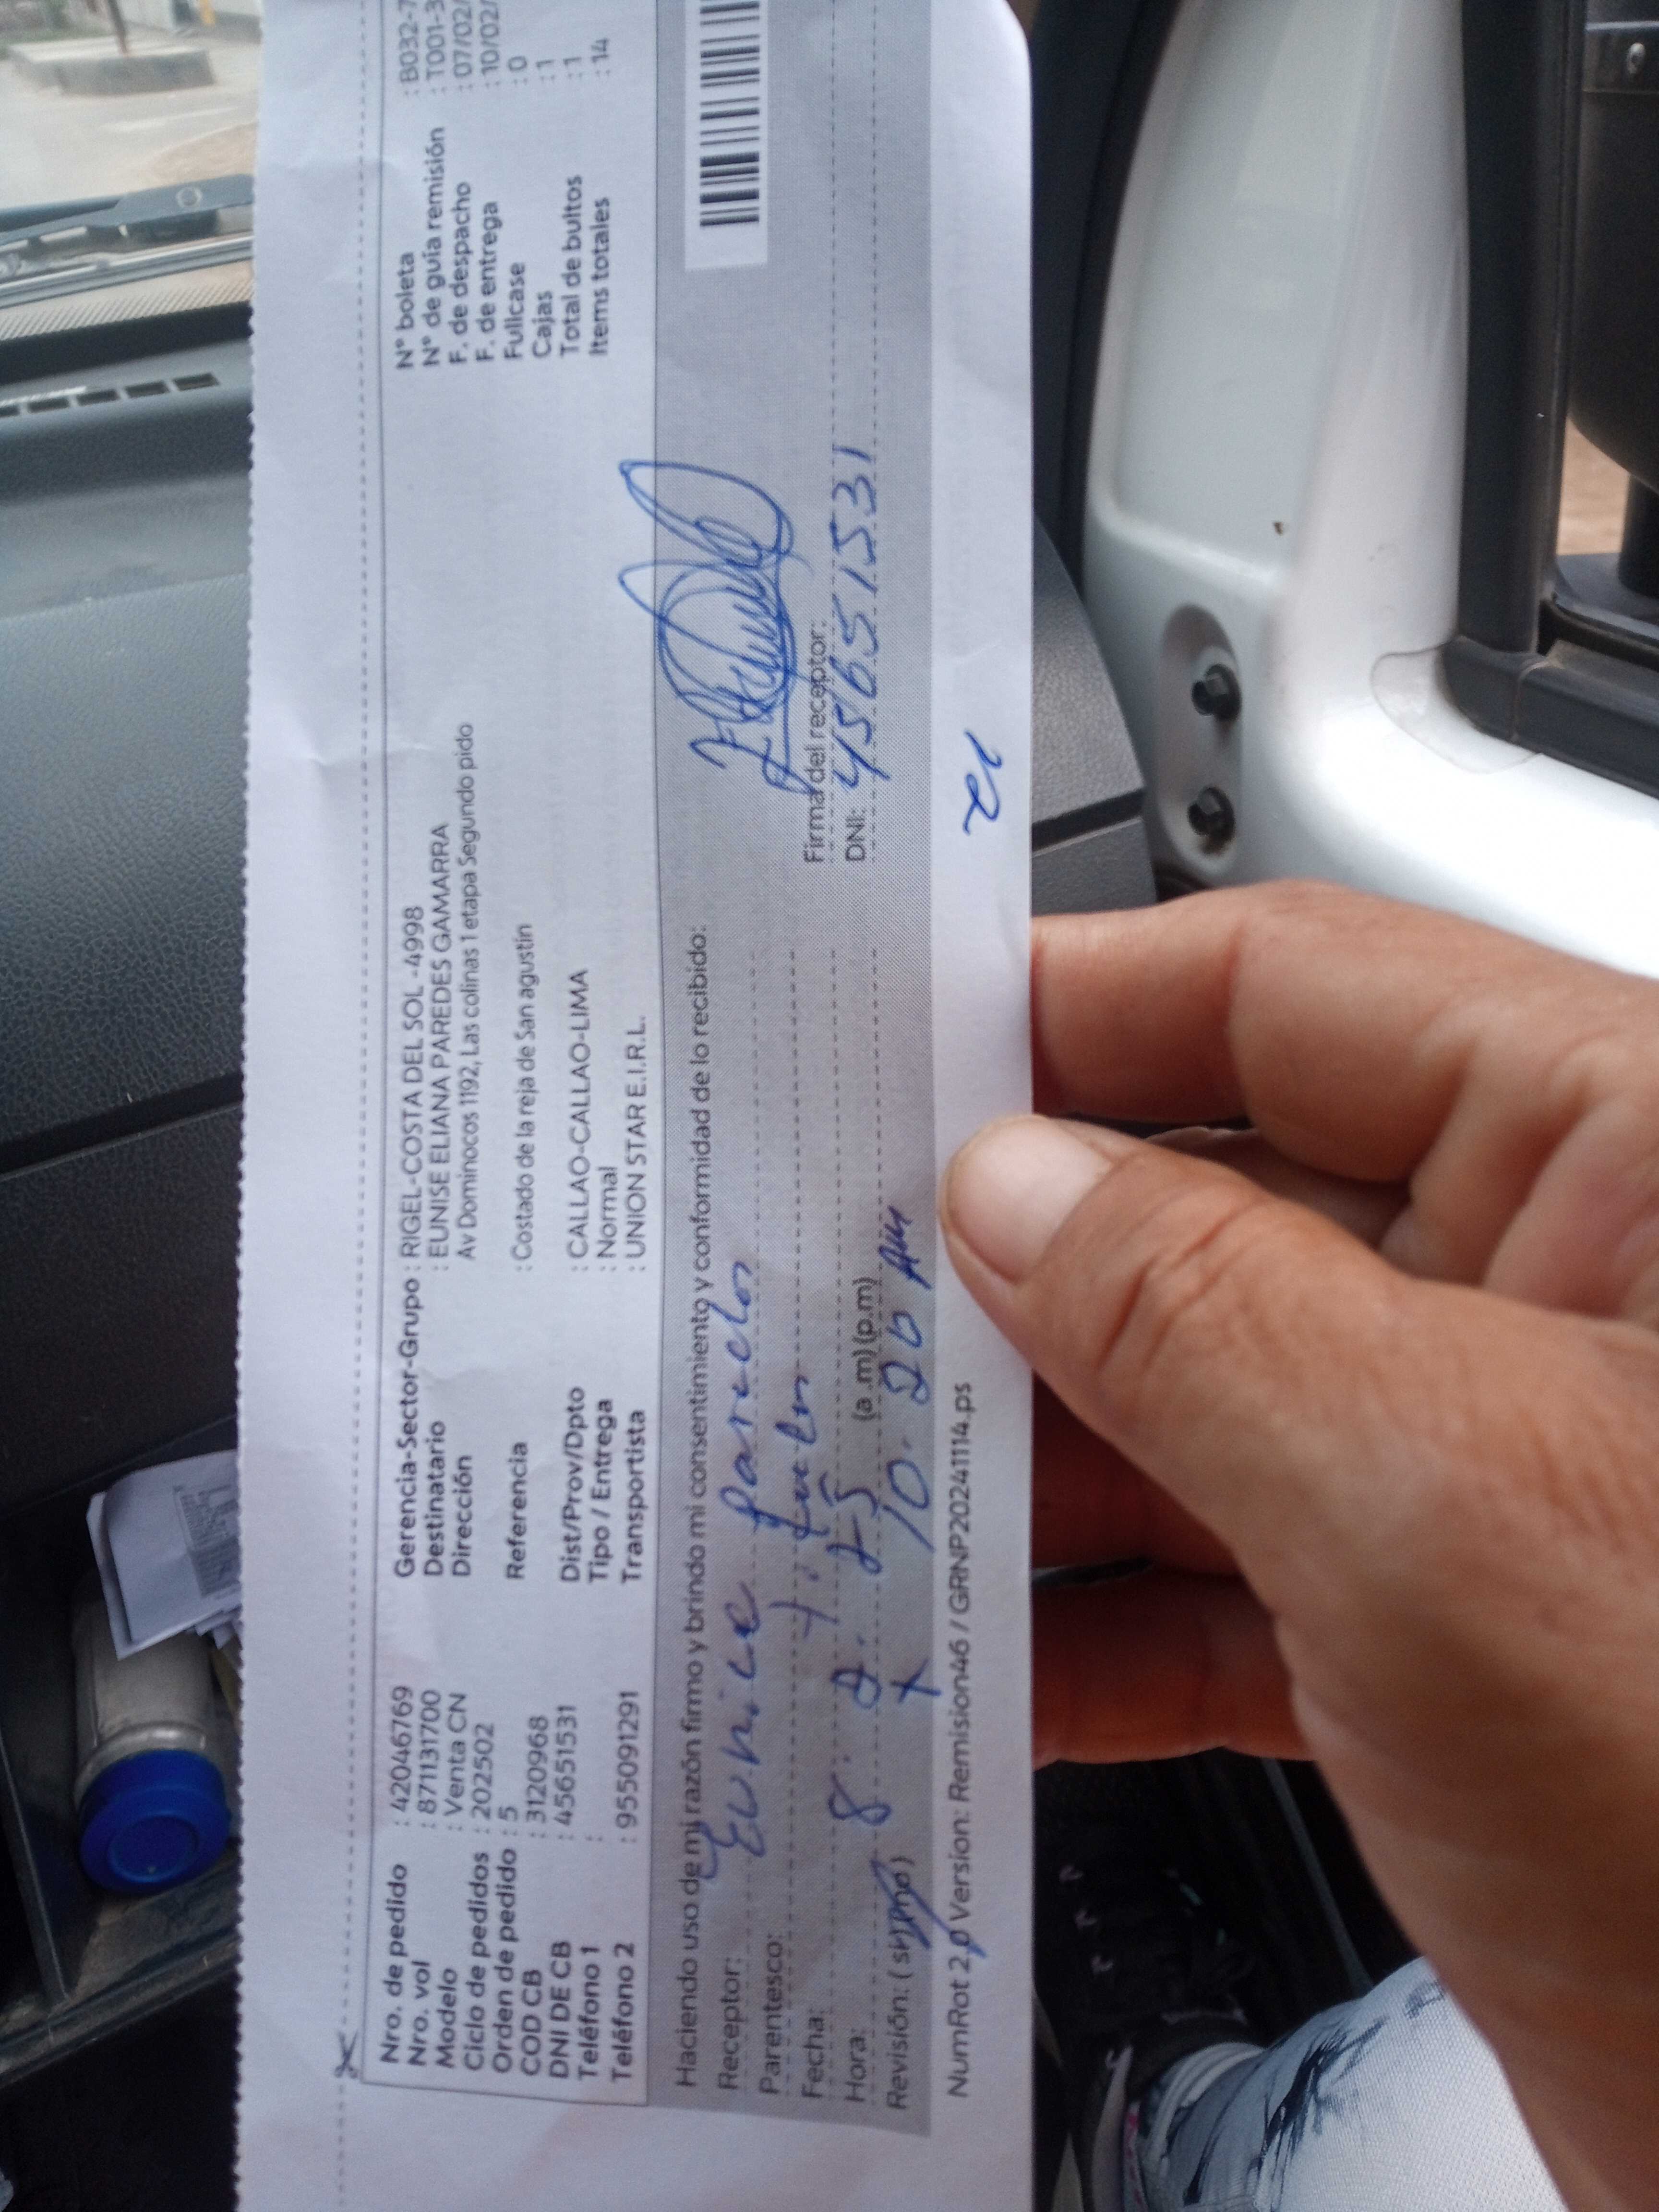 Nro. de pedido : 42046769
Nro. vol : 871131700
Modelo : Venta CN
Ciclo de pedidos : 202502
Orden de pedido : 5
COD CB : 3120968
DNI DE CB : 45651531
Teléfono 1 :
Teléfono 2 : 955091291
Gerencia-Sector-Grupo : RIGEL-COSTA DEL SOL -4998
Destinatario : EUNISE ELIANA PAREDES GAMARRA
Dirección Av Dominocos 1192, Las colinas 1 etapa Segundo pido
Referencia : Costado de la reja de San agustin
Dist/Prov/Dpto : CALLAO-CALLAO-LIMA
Tipo / Entrega : Normal
Transportista : UNION STAR E.I.R.L.
N° boleta : B032-7
N° de guía remisión : T001-3
F. de despacho : 07/02/
F. de entrega : 10/02/
Fullcase : 0
Cajas : 1
Total de bultos : 1
Items totales : 14
Haciendo uso de mi razón firmo y brindo mi consentimiento y conformidad de lo recibido:
Receptor: Eunice paredes
Parentesco:
Fecha: 8. 2. 25
Hora: (a.m) (p.m)
10. 20 AM
Revisión: (
Firma del receptor:
DNI: 45651531
NumRot 2,0 Version: Remision46 / GRNP20241114.ps